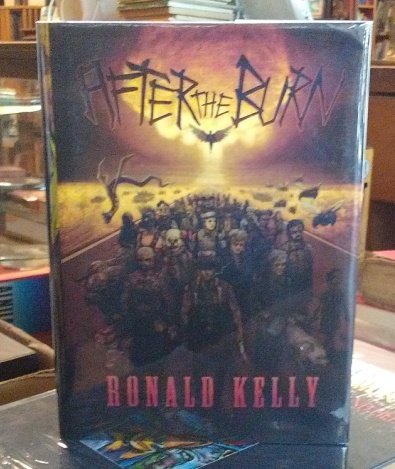 AFTER THE BURN
RONALD KELLY